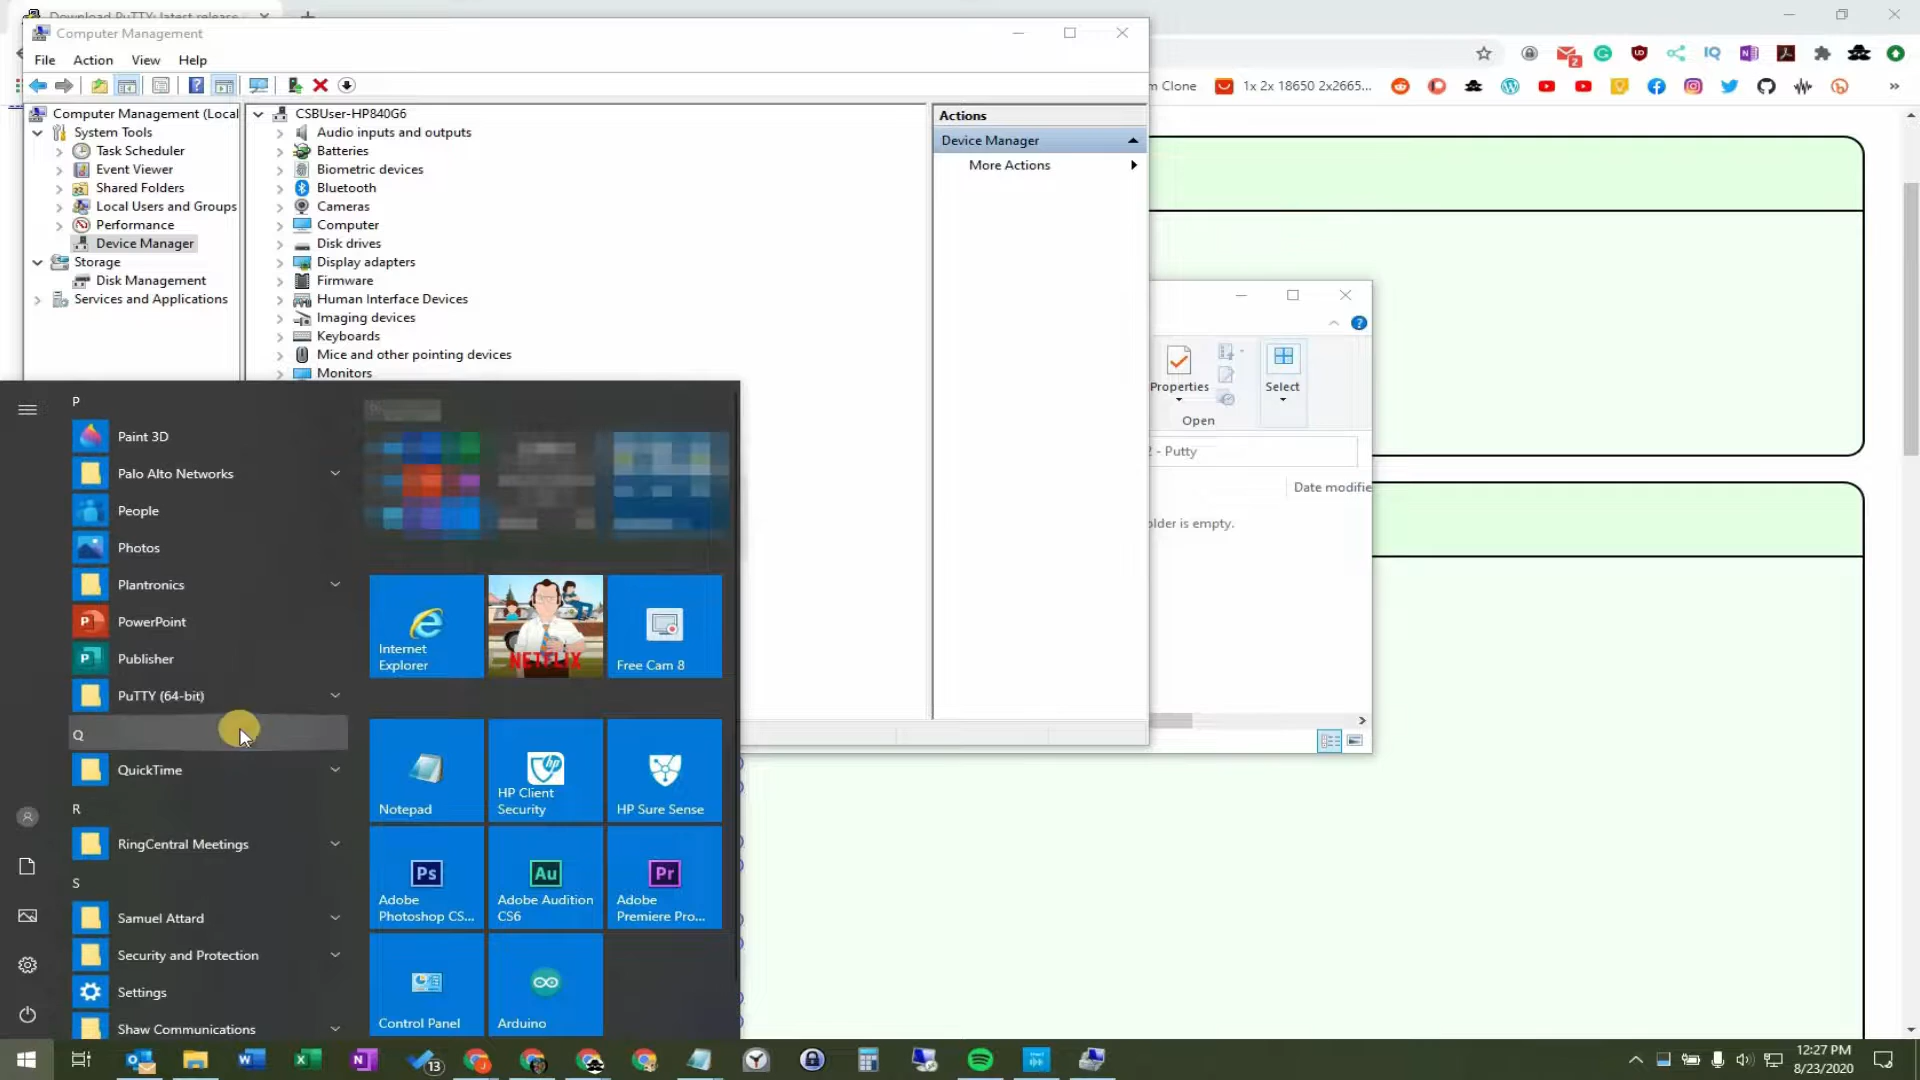 Download PuTTY: latest release
Computer Management
File Action View Help
m Clone
1x 2x 18650 2x2665...
IQ
2
»
Computer Management (Local
System Tools
Task Scheduler
Event Viewer
Shared Folders
Local Users and Groups
Performance
Device Manager
Storage
Disk Management
Services and Applications
CSBUser-HP840G6
Audio inputs and outputs
Batteries
Biometric devices
Bluetooth
Cameras
Computer
Disk drives
Display adapters
Firmware
Human Interface Devices
Imaging devices
Keyboards
Mice and other pointing devices
Monitors
Actions
Device Manager
More Actions
Properties
Select
Open
2 - Putty
Date modifie
older is empty.
P
Paint 3D
Palo Alto Networks
People
Photos
Plantronics
PowerPoint
Publisher
PuTTY (64-bit)
Q
QuickTime
R
RingCentral Meetings
S
Samuel Attard
Security and Protection
Settings
Shaw Communications
Internet
Explorer
NETFLIX
Free Cam 8
Notepad
HP Client
Security
HP Sure Sense
Ps
Adobe
Photoshop CS...
Au
Adobe Audition
CS6
Pr
Adobe
Premiere Pro...
Control Panel
Arduino
13
12:27 PM
8/23/2020